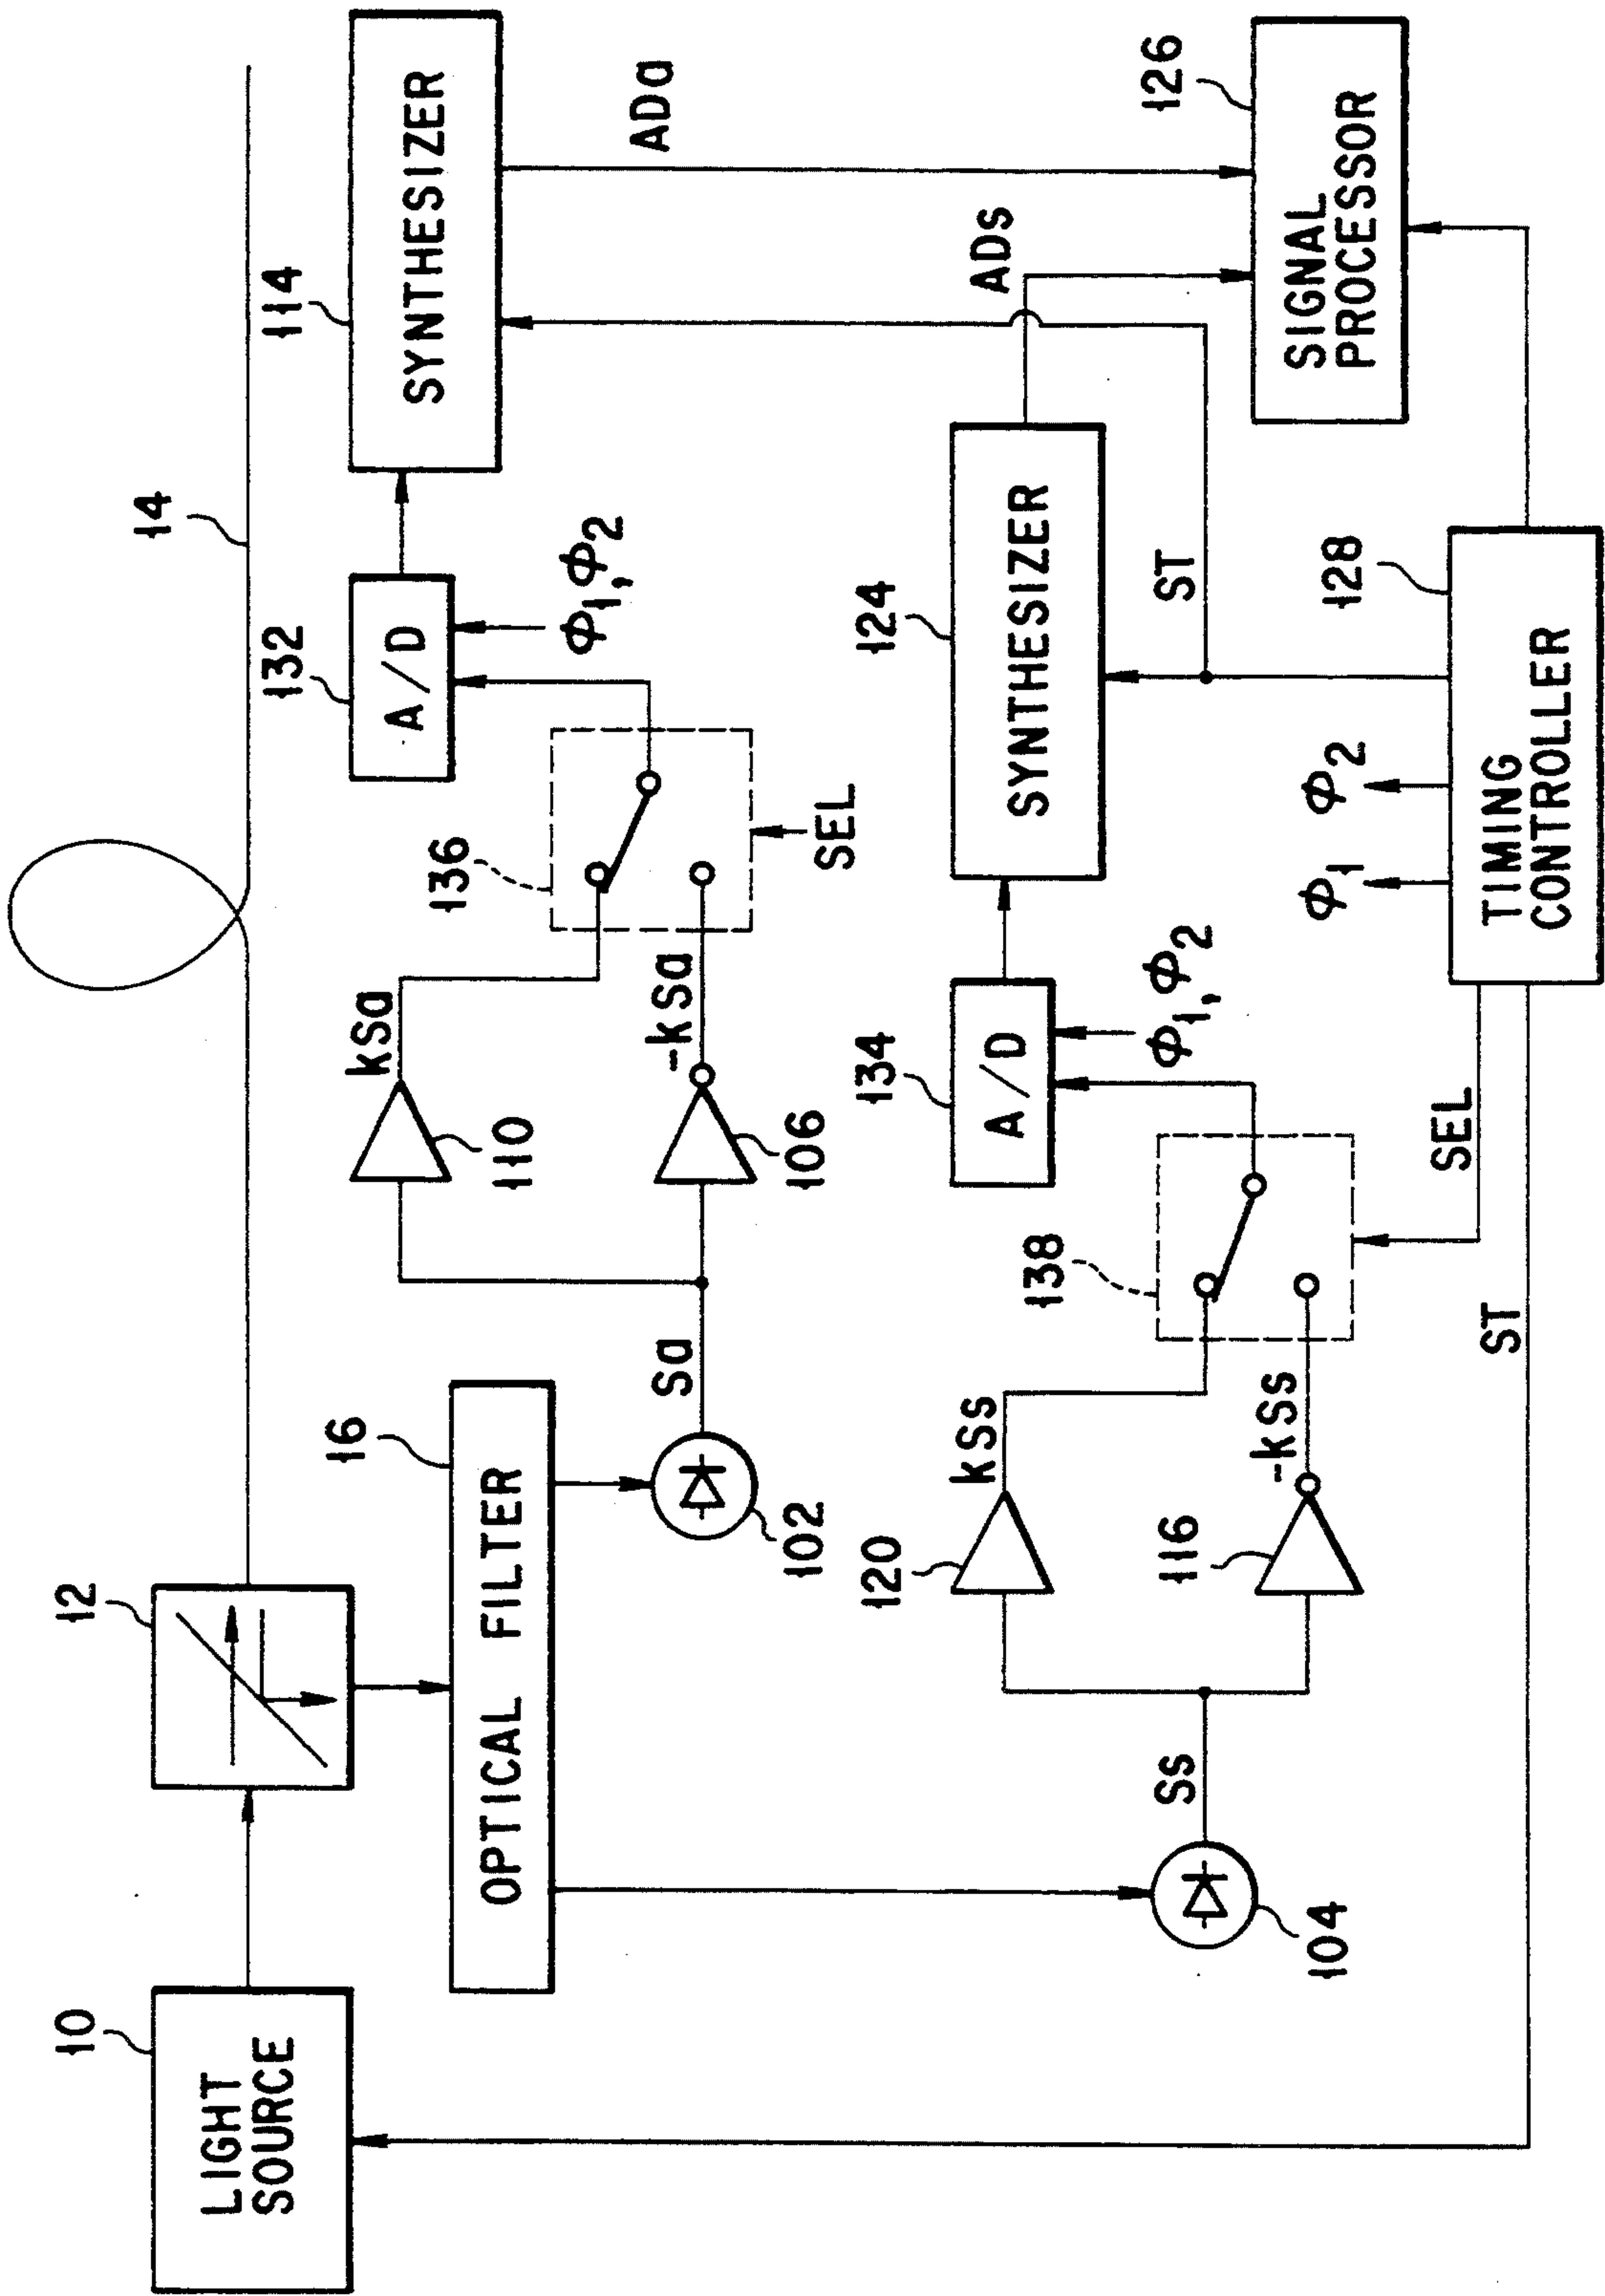 10
LIGHT
SOURCE
12
14
16
OPTICAL FILTER
Sa
102
kSa
110
-kSa
106
136
SEL
132
A/D
Φ1,Φ2
114
SYNTHESIZER
ADa
104
Ss
120
kSs
116
-kSs
138
134
A/D
Φ1,Φ2
124
SYNTHESIZER
ADs
ST
126
SIGNAL
PROCESSOR
SEL
ST
Φ1
Φ2
128
TIMING
CONTROLLER